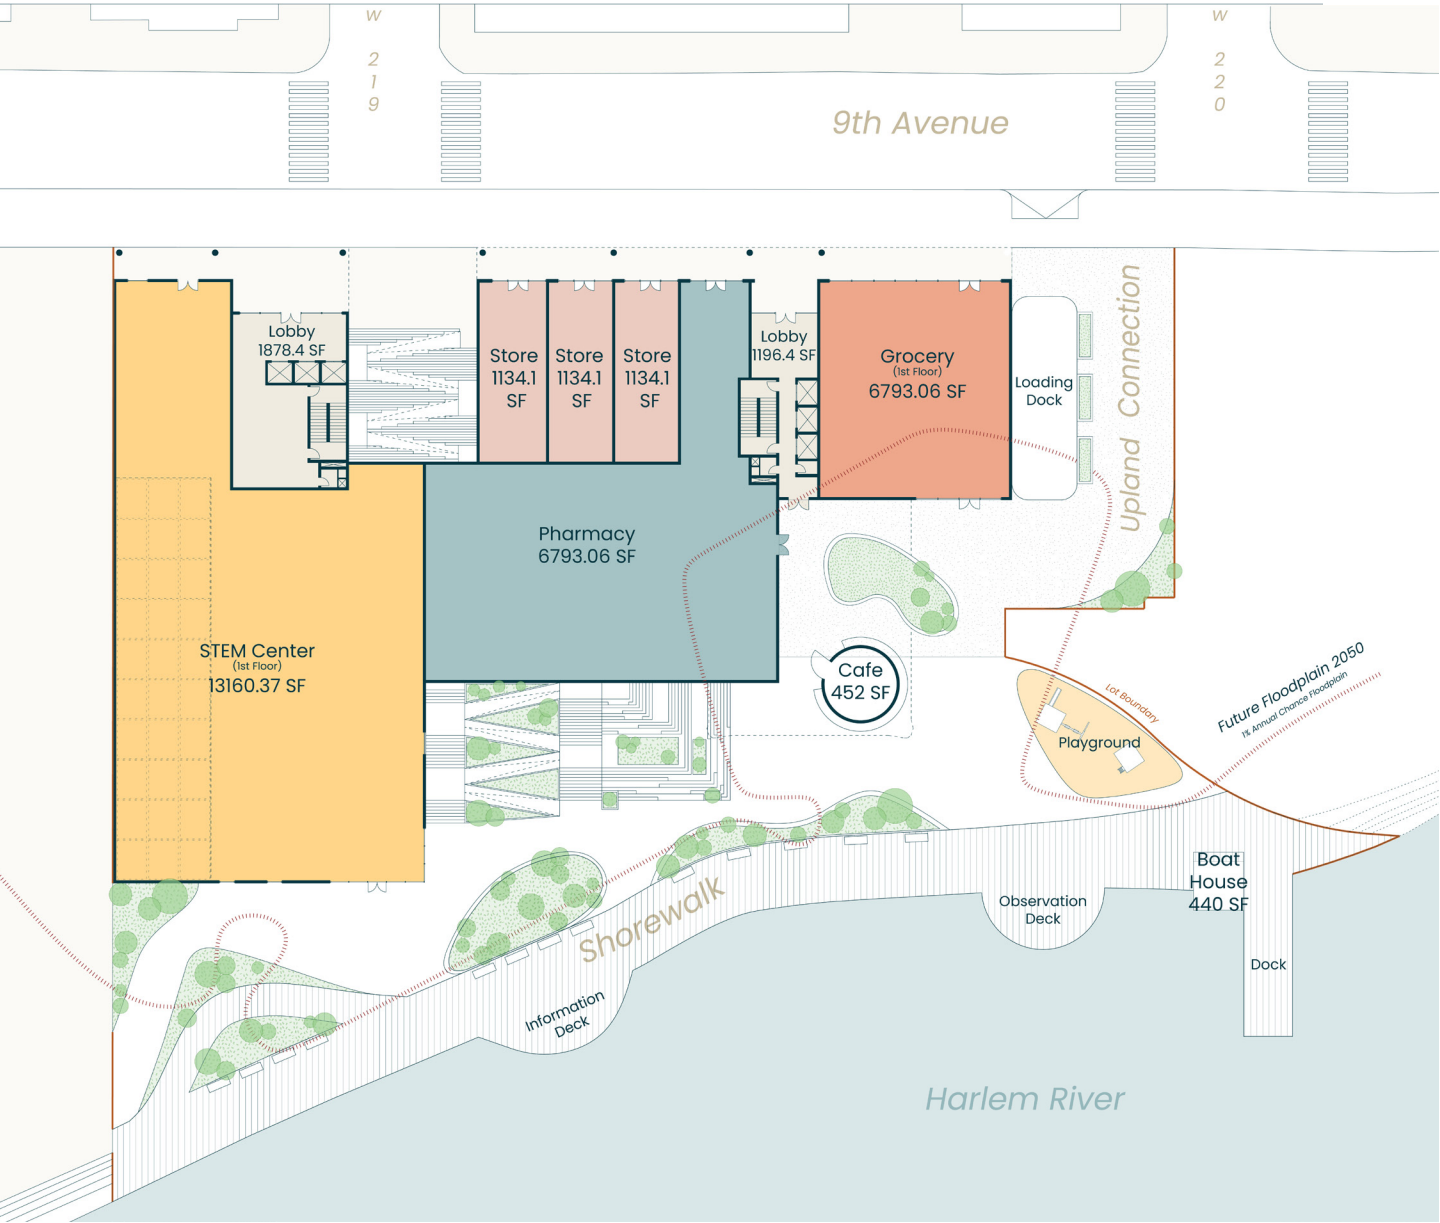 W
219
W
220
9th Avenue
Lobby
1878.4 SF
Store
1134.1
SF
Store
1134.1
SF
Store
1134.1
SF
Lobby
1196.4 SF
Grocery
(1st Floor)
6793.06 SF
Loading
Dock
Upland Connection
Pharmacy
6793.06 SF
STEM Center
(1st Floor)
13160.37 SF
Cafe
452 SF
Lot Boundary
Playground
Future Floodplain 2050
1% Annual Chance Floodplain
Boat
House
440 SF
Observation
Deck
Shorewalk
Dock
Information
Deck
Harlem River